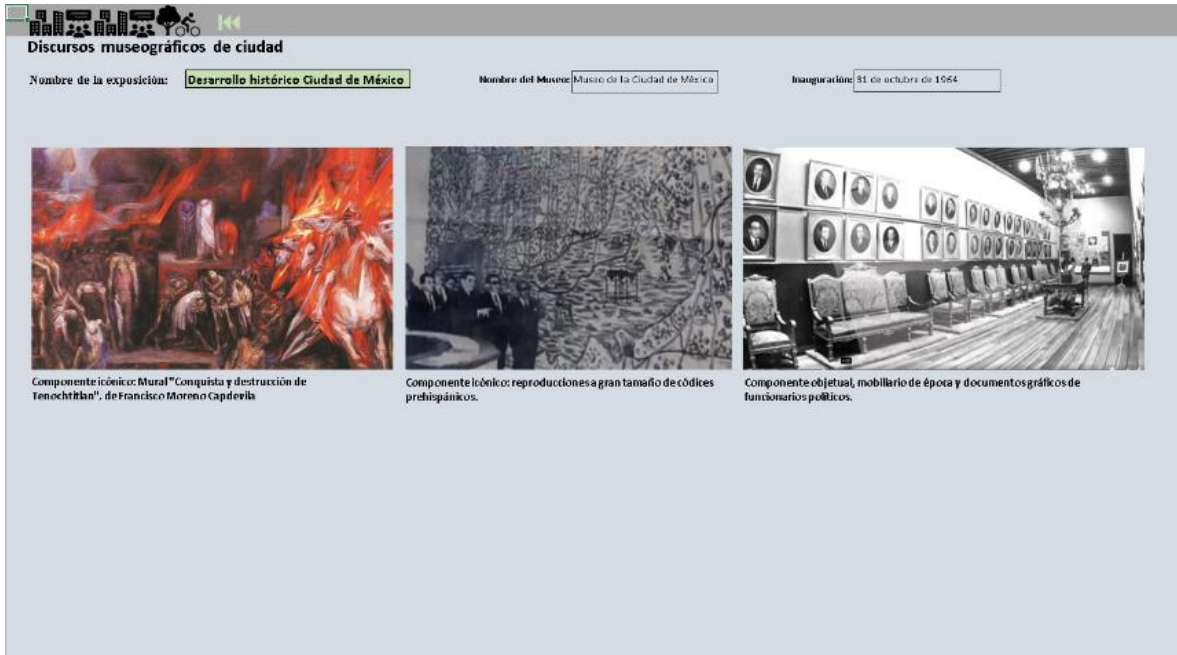 Discursos museográficos de ciudad
Nombre de la exposición: Desarrollo histórico Ciudad de México Nombre del Museo: Museo de la Ciudad de México Inauguración: 31 de octubre de 1964
Componente icónico: Mural "Conquista y destrucción de
Tenochtitlan", de Francisco Moreno Capdevila
Componente icónico: reproducciones a gran tamaño de códices
prehispánicos.
Componente objetual, mobiliario de época y documentos gráficos de
funcionarios políticos.